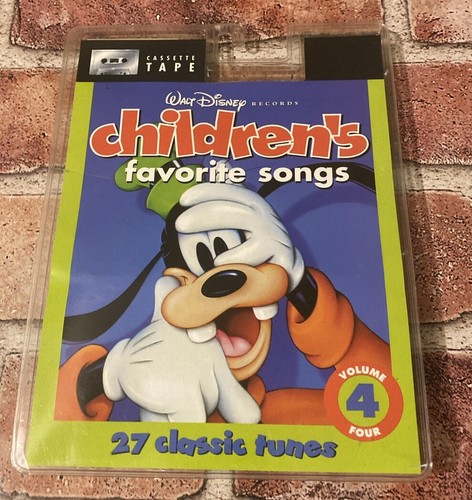 CASSETTE
TAPE
WALT DISNEY RECORDS
children's
favorite songs
VOLUME
4
FOUR
27 classic tunes